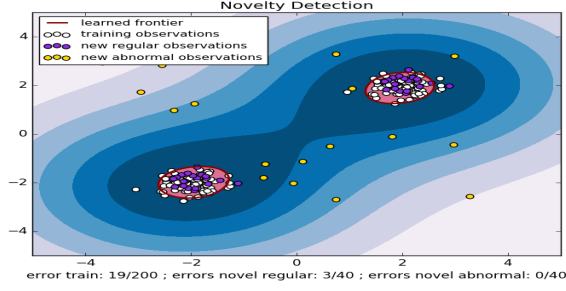 Novelty Detection
learned frontier
training observations
new regular observations
new abnormal observations
4
2
0
−2
−4
−4
−2
0
2
4
error train: 19/200 ; errors novel regular: 3/40 ; errors novel abnormal: 0/40